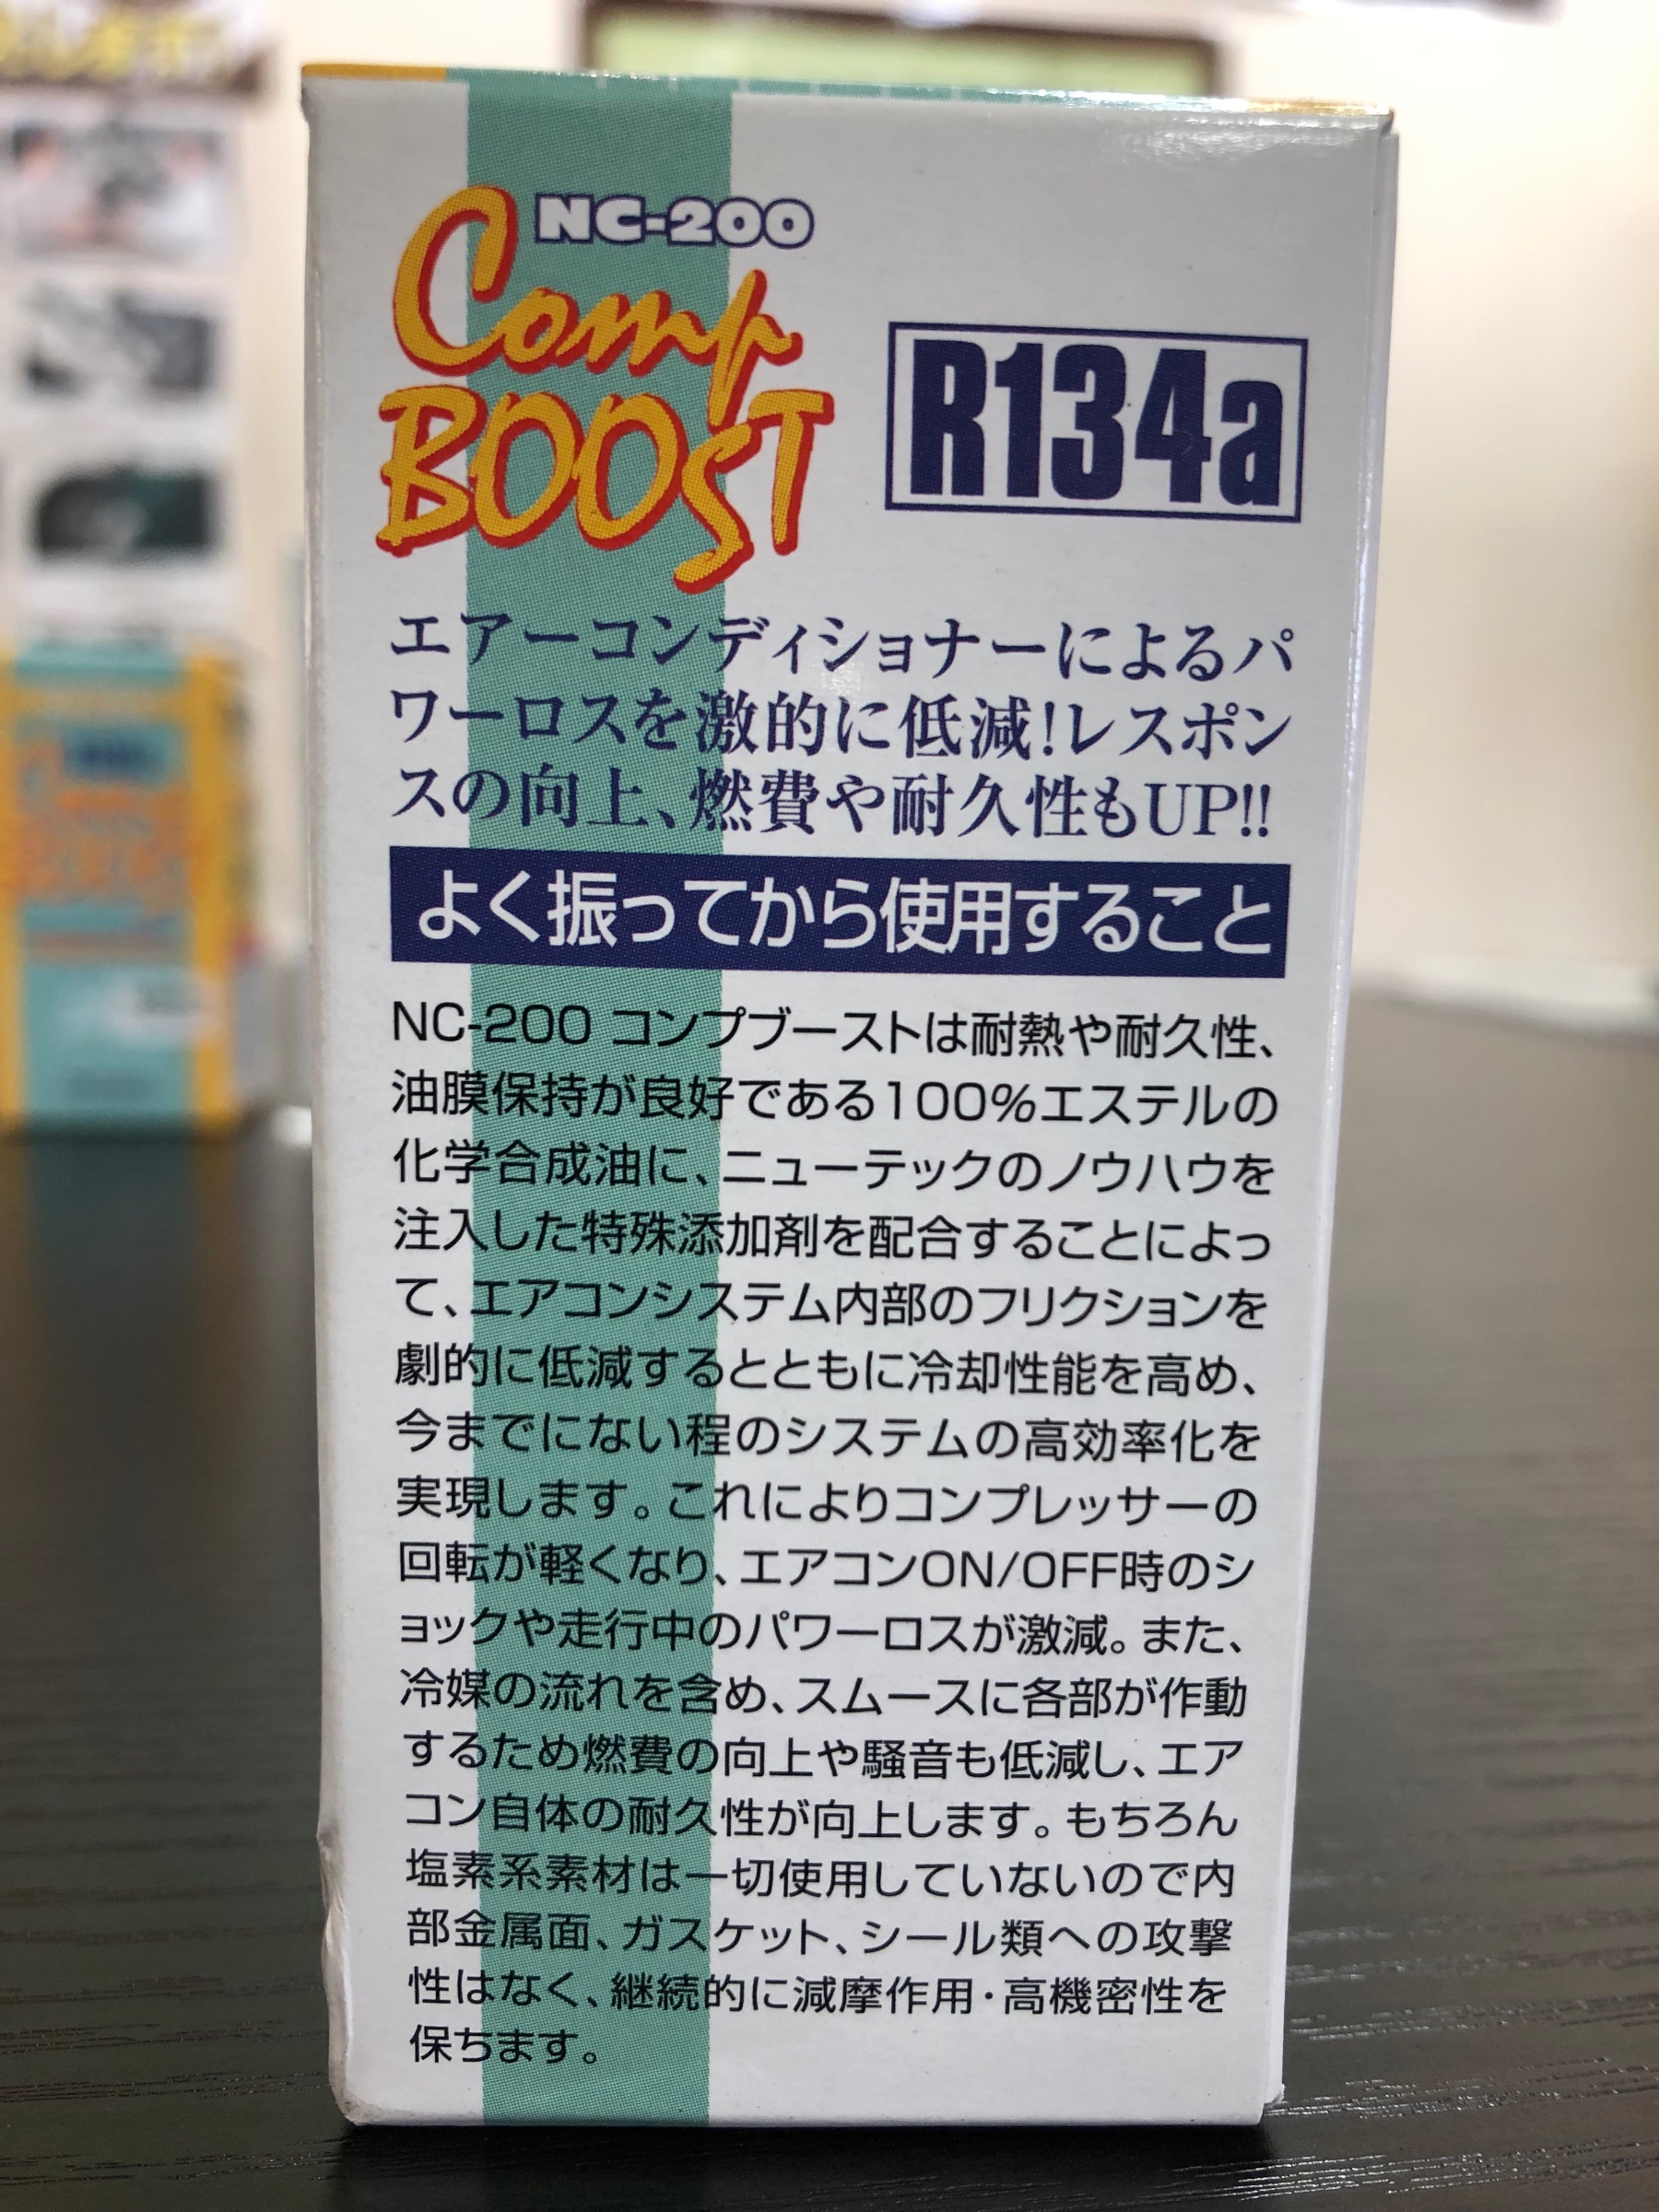 NC-200
Comp
BOOST
R134a
エアーコンディショナーによるパ
ワーロスを激的に低減!レスポン
スの向上、燃費や耐久性もUP!!
よく振ってから使用すること
NC-200 コンプブーストは耐熱や耐久性、
油膜保持が良好である100%エステルの
化学合成油に、ニューテックのノウハウを
注入した特殊添加剤を配合することによっ
て、エアコンシステム内部のフリクションを
劇的に低減するとともに冷却性能を高め、
今までにない程のシステムの高効率化を
実現します。これによりコンプレッサーの
回転が軽くなり、エアコンON/OFF時のシ
ョックや走行中のパワーロスが激減。また、
冷媒の流れを含め、スムースに各部が作動
するため燃費の向上や騒音も低減し、エア
コン自体の耐久性が向上します。もちろん
塩素系素材は一切使用していないので内
部金属面、ガスケット、シール類への攻撃
性はなく、継続的に減摩作用・高機密性を
保ちます。